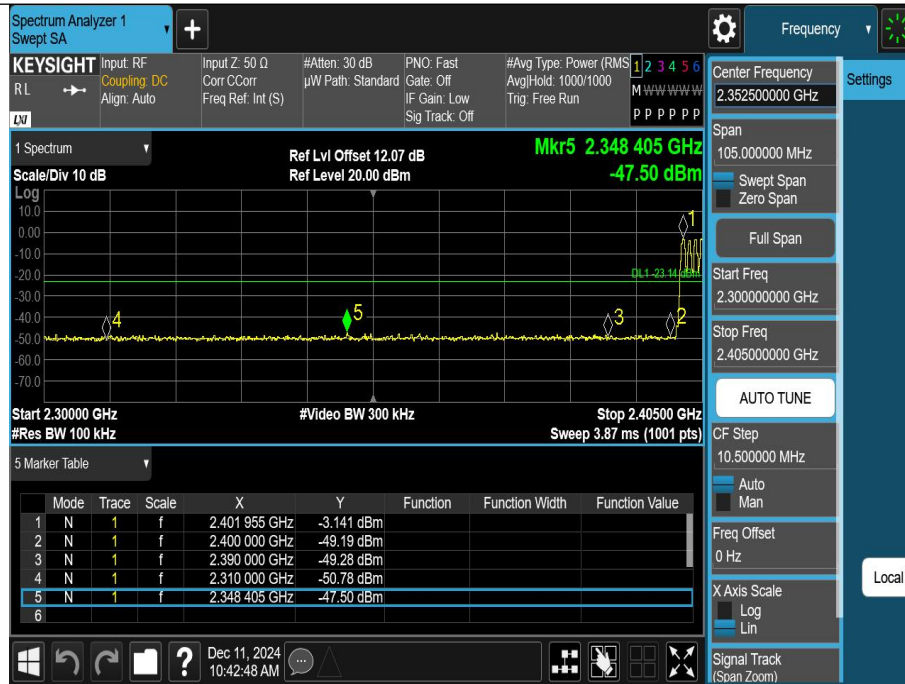 Spectrum Analyzer 1
Swept SA
Frequency
KEYSIGHT
RL
LXI
Input: RF
Coupling: DC
Align: Auto
Input Z: 50 Ω
Corr CCorr
Freq Ref: Int (S)
#Atten: 30 dB
µW Path: Standard
PNO: Fast
Gate: Off
IF Gain: Low
Sig Track: Off
#Avg Type: Power (RMS
Avg|Hold: 1000/1000
Trig: Free Run
1 2 3 4 5 6
M W W W W W
P P P P P P
1 Spectrum
Scale/Div 10 dB
Ref Lvl Offset 12.07 dB
Ref Level 20.00 dBm
Mkr5 2.348 405 GHz
-47.50 dBm
Log
10.0
0.00
-10.0
-20.0
-30.0
-40.0
-50.0
-60.0
-70.0
DL1 -23.14 dBm
1
2
3
4
5
Start 2.30000 GHz
#Res BW 100 kHz
#Video BW 300 kHz
Stop 2.40500 GHz
Sweep 3.87 ms (1001 pts)
5 Marker Table
Mode Trace Scale X Y Function Function Width Function Value
1 N 1 f 2.401 955 GHz -3.141 dBm
2 N 1 f 2.400 000 GHz -49.19 dBm
3 N 1 f 2.390 000 GHz -49.28 dBm
4 N 1 f 2.310 000 GHz -50.78 dBm
5 N 1 f 2.348 405 GHz -47.50 dBm
6
Dec 11, 2024
10:42:48 AM
Center Frequency
2.352500000 GHz
Settings
Span
105.000000 MHz
Swept Span
Zero Span
Full Span
Start Freq
2.300000000 GHz
Stop Freq
2.405000000 GHz
AUTO TUNE
CF Step
10.500000 MHz
Auto
Man
Freq Offset
0 Hz
X Axis Scale
Log
Lin
Local
Signal Track
(Span Zoom)